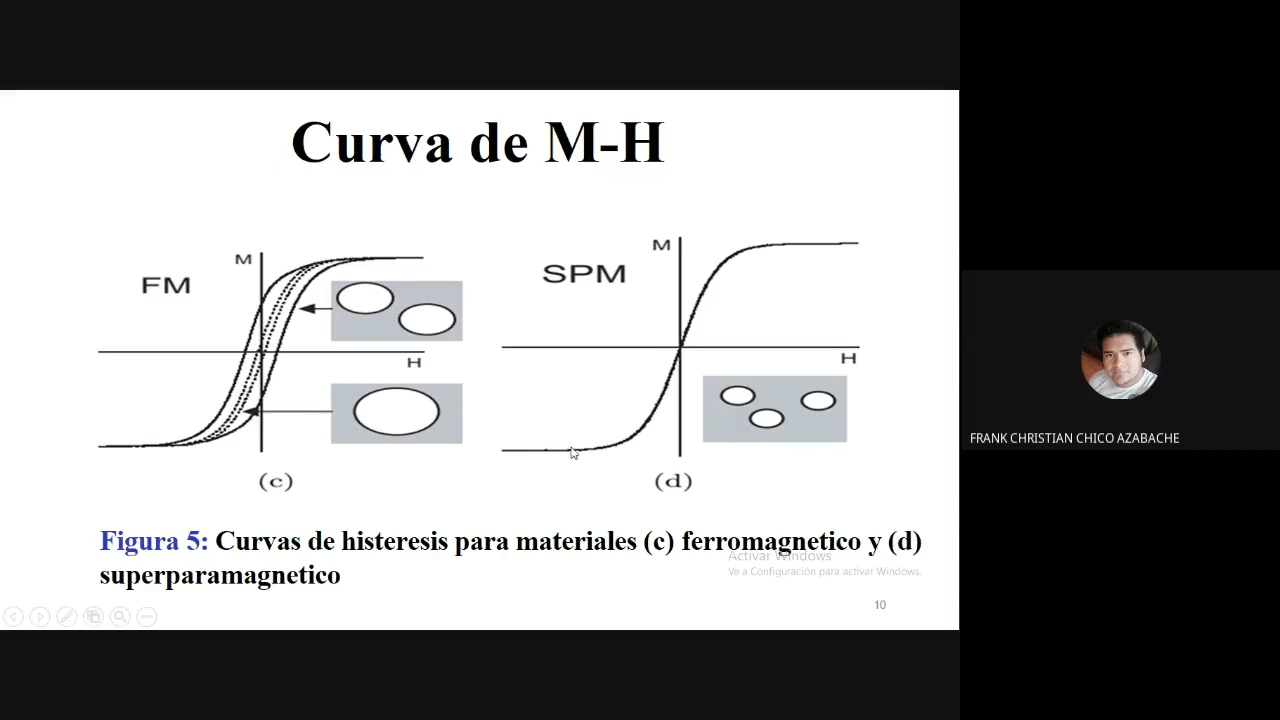 Curva de M-H
M
FM
H
(c)
M
SPM
H
(d)
Figura 5: Curvas de histeresis para materiales (c) ferromagnetico y (d)
superparamagnetico
Activar Windows
Ve a Configuración para activar Windows.
10
FRANK CHRISTIAN CHICO AZABACHE